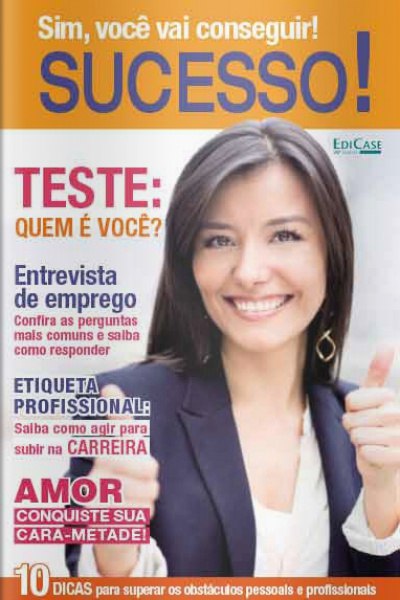 Sim, você vai conseguir!
SUCESSO!
EDICASE
TESTE:
QUEM É VOCÊ?
Entrevista
de emprego
Confira as perguntas
mais comuns e saiba
como responder
ETIQUETA
PROFISSIONAL:
Saiba como agir para
subir na CARREIRA
AMOR
CONQUISTE SUA
CARA-METADE!
10 DICAS para superar os obstáculos pessoais e profissionais